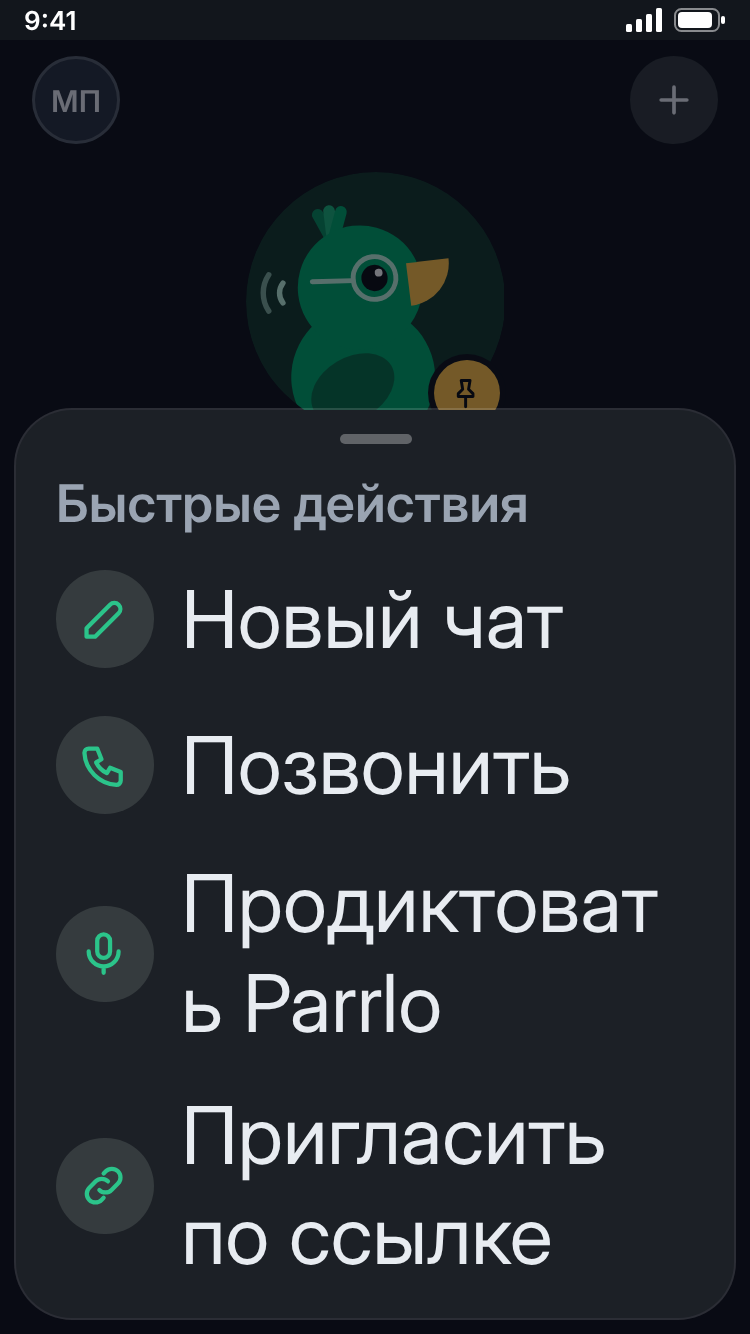 9:41
МП
Быстрые действия
Новый чат
Позвонить
Продиктоват
ь Parrlo
Пригласить
по ссылке